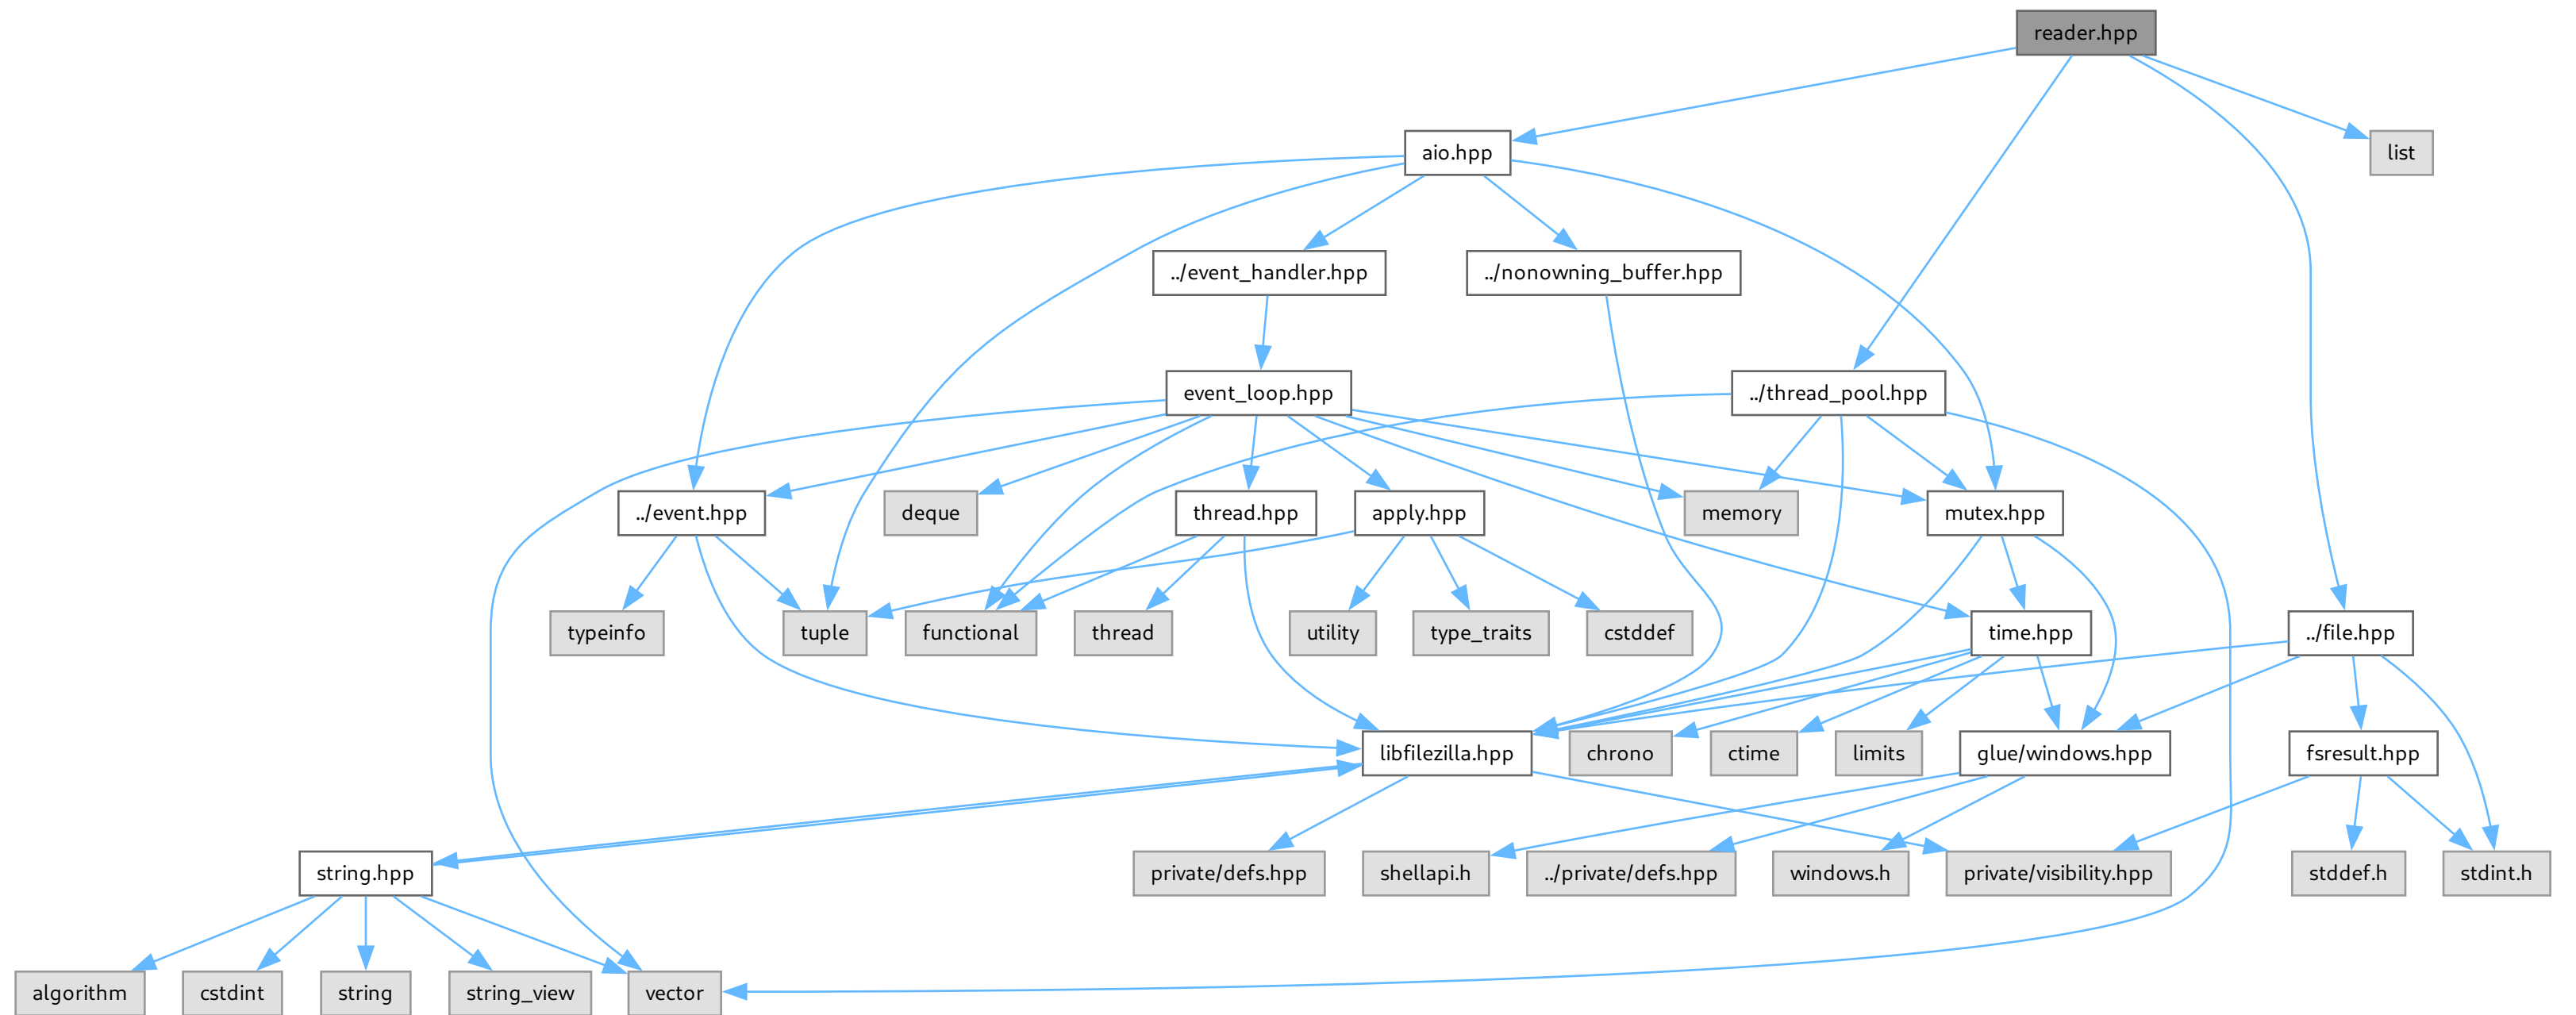 reader.hpp
aio.hpp
list
../event_handler.hpp
../nonowning_buffer.hpp
event_loop.hpp
../thread_pool.hpp
../event.hpp
deque
thread.hpp
apply.hpp
memory
mutex.hpp
typeinfo
tuple
functional
thread
utility
type_traits
cstddef
time.hpp
../file.hpp
libfilezilla.hpp
chrono
ctime
limits
glue/windows.hpp
fsresult.hpp
string.hpp
private/defs.hpp
shellapi.h
../private/defs.hpp
windows.h
private/visibility.hpp
stddef.h
stdint.h
algorithm
cstdint
string
string_view
vector